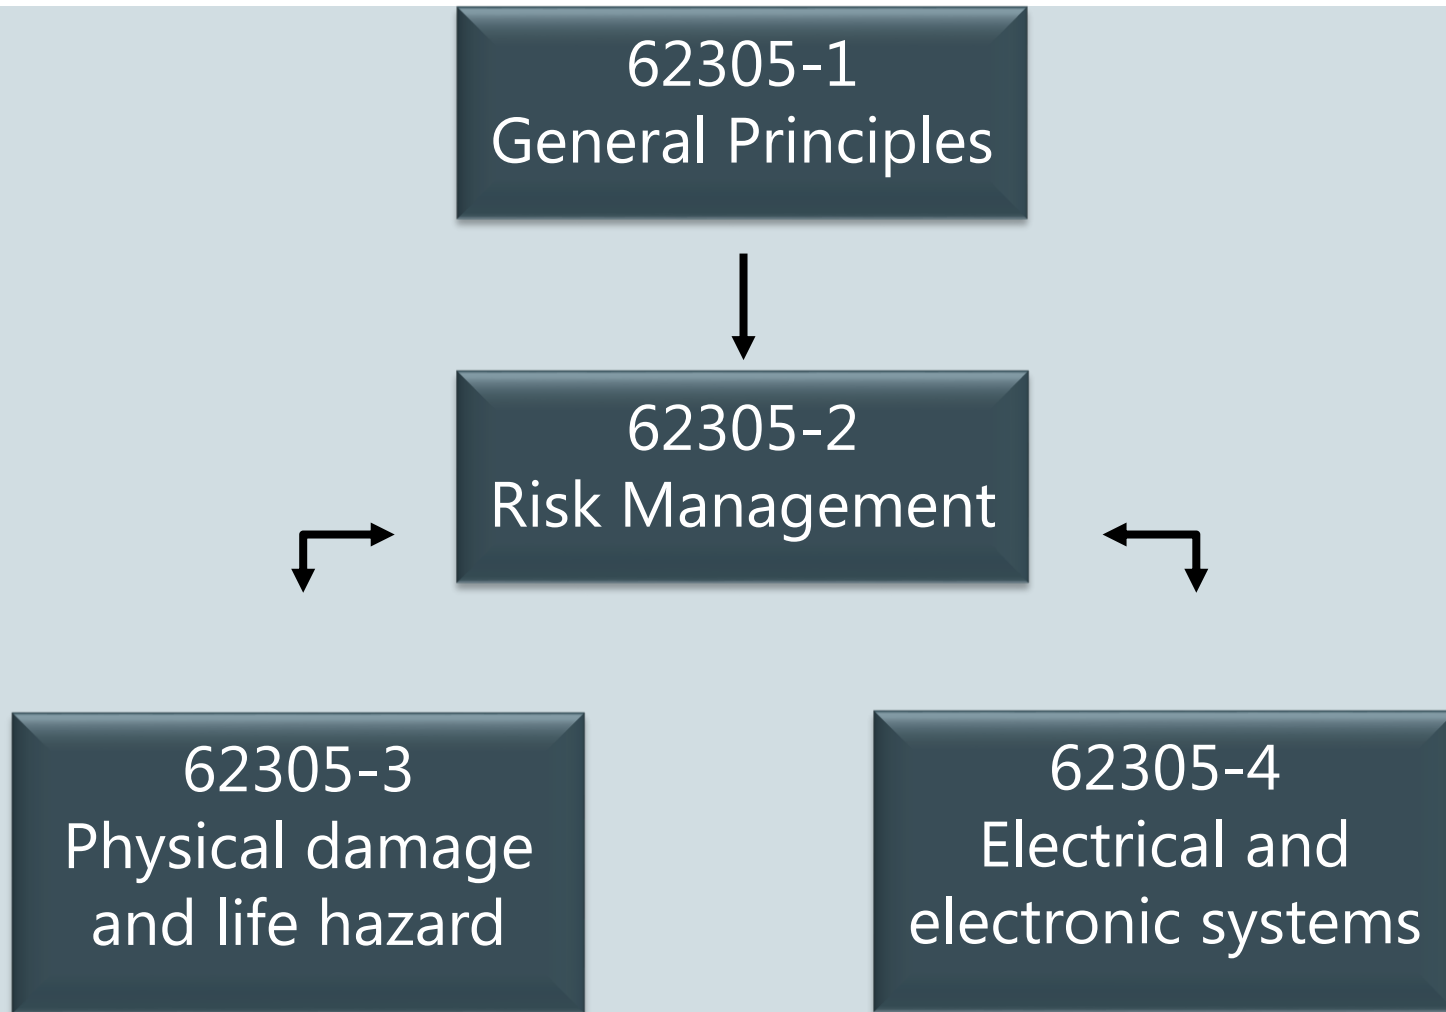 62305-1
General Principles
62305-2
Risk Management
62305-3
Physical damage
and life hazard
62305-4
Electrical and
electronic systems